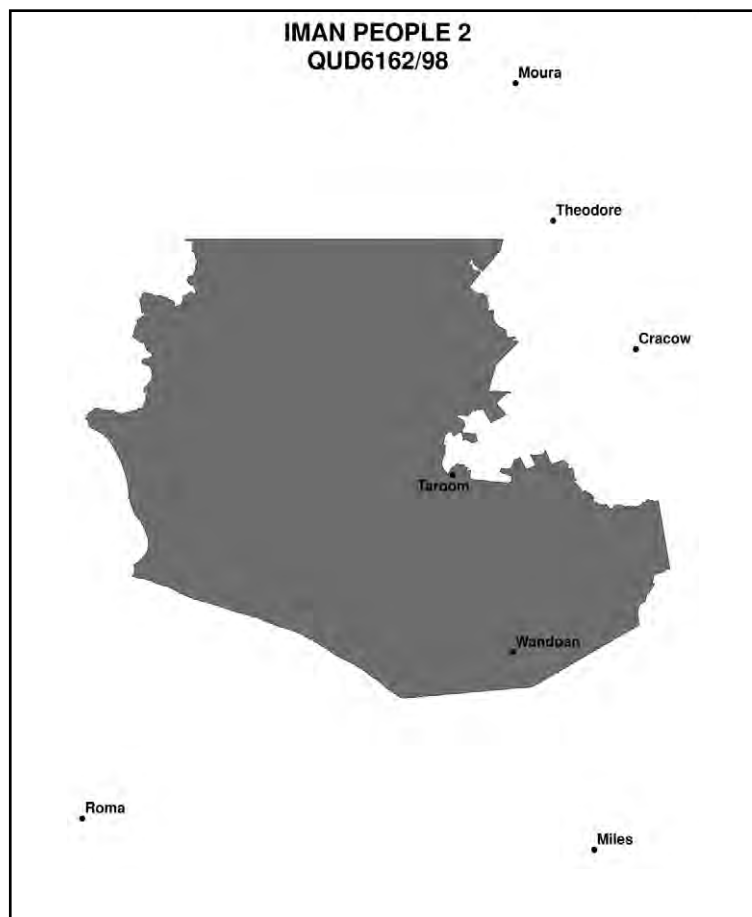 IMAN PEOPLE 2
QUD6162/98
Moura
Theodore
Cracow
Taroom
Wandoan
Roma
Miles